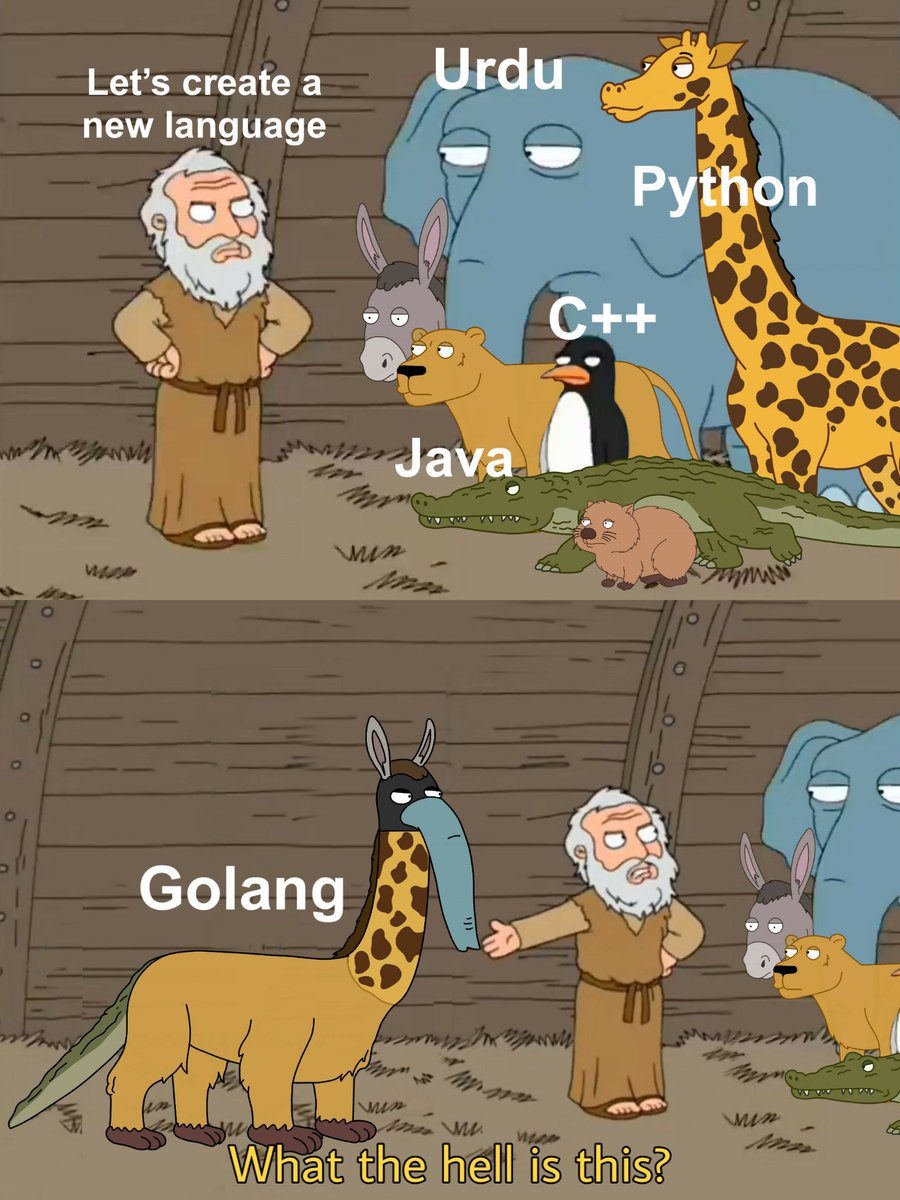 Let’s create a
new language
Urdu
Python
C++
Java
Golang
What the hell is this?